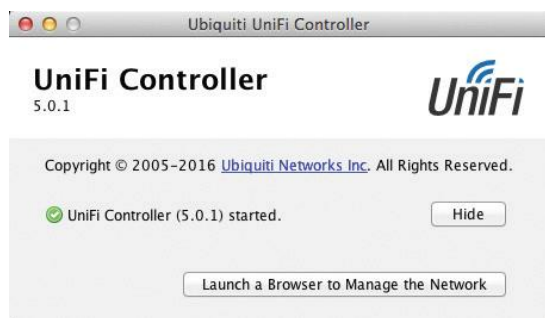 Ubiquiti UniFi Controller
UniFi Controller
5.0.1
UniFi
Copyright © 2005-2016 Ubiquiti Networks Inc. All Rights Reserved.
UniFi Controller (5.0.1) started.
Hide
Launch a Browser to Manage the Network